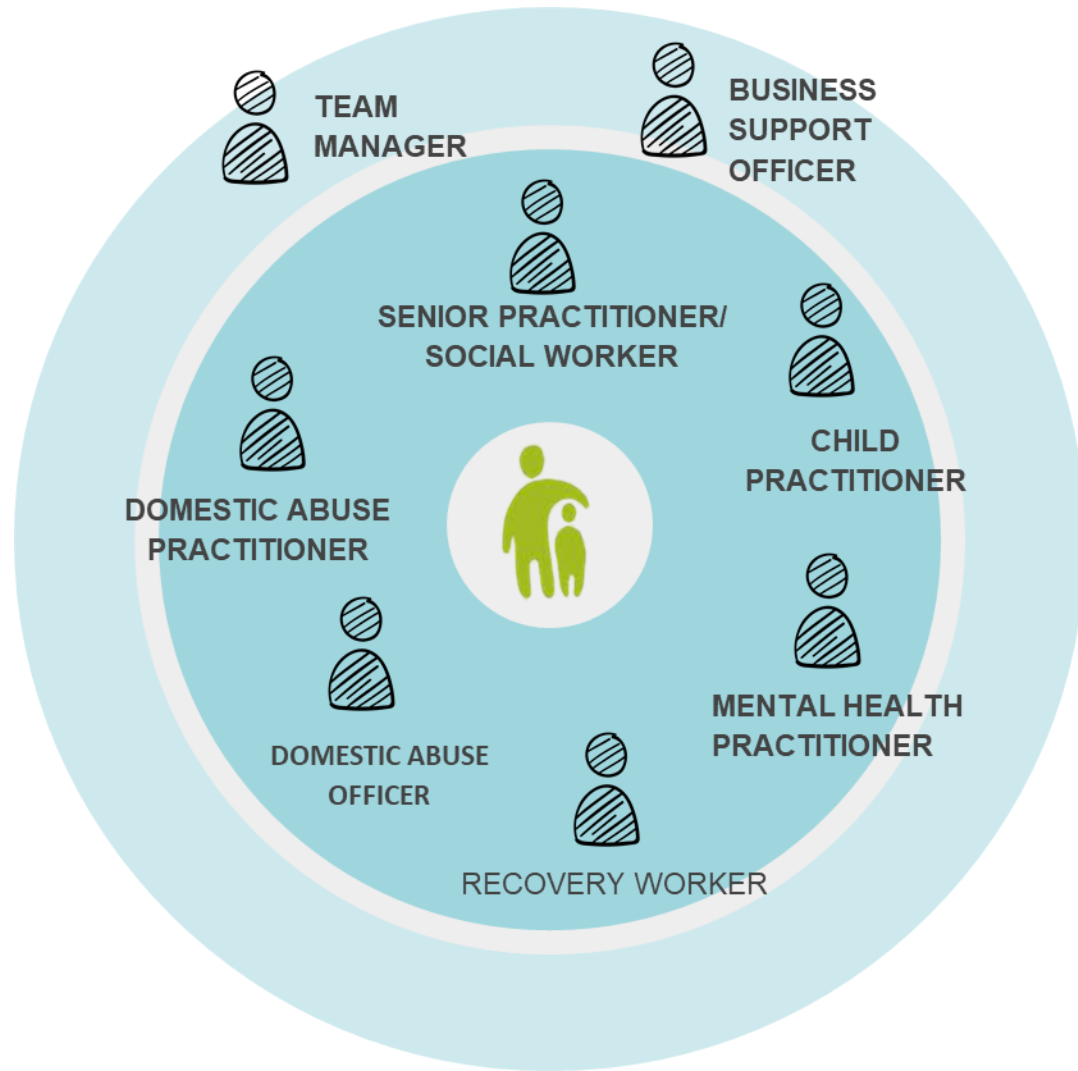 TEAM
MANAGER
BUSINESS
SUPPORT
OFFICER
SENIOR PRACTITIONER/
SOCIAL WORKER
CHILD
PRACTITIONER
DOMESTIC ABUSE
PRACTITIONER
MENTAL HEALTH
PRACTITIONER
DOMESTIC ABUSE
OFFICER
RECOVERY WORKER